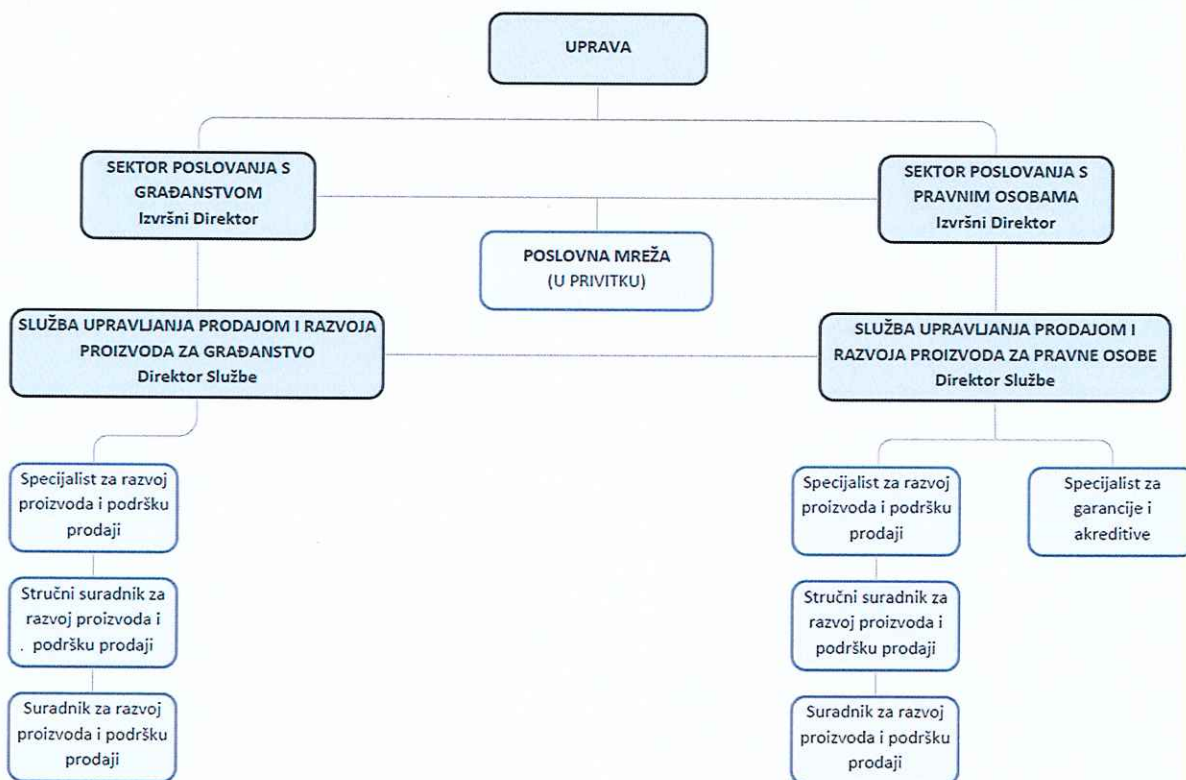 UPRAVA
SEKTOR POSLOVANJA S
GRAĐANSTVOM
Izvršni Direktor
SEKTOR POSLOVANJA S
PRAVNIM OSOBAMA
Izvršni Direktor
POSLOVNA MREŽA
(U PRIVITKU)
SLUŽBA UPRAVLJANJA PRODAJOM I RAZVOJA
PROIZVODA ZA GRAĐANSTVO
Direktor Službe
SLUŽBA UPRAVLJANJA PRODAJOM I
RAZVOJA PROIZVODA ZA PRAVNE OSOBE
Direktor Službe
Specijalist za razvoj
proizvoda i podršku
prodaji
Stručni suradnik za
razvoj proizvoda i
podršku prodaji
Suradnik za razvoj
proizvoda i podršku
prodaji
Specijalist za razvoj
proizvoda i podršku
prodaji
Stručni suradnik za
razvoj proizvoda i
podršku prodaji
Suradnik za razvoj
proizvoda i podršku
prodaji
Specijalist za
garancije i
akreditive